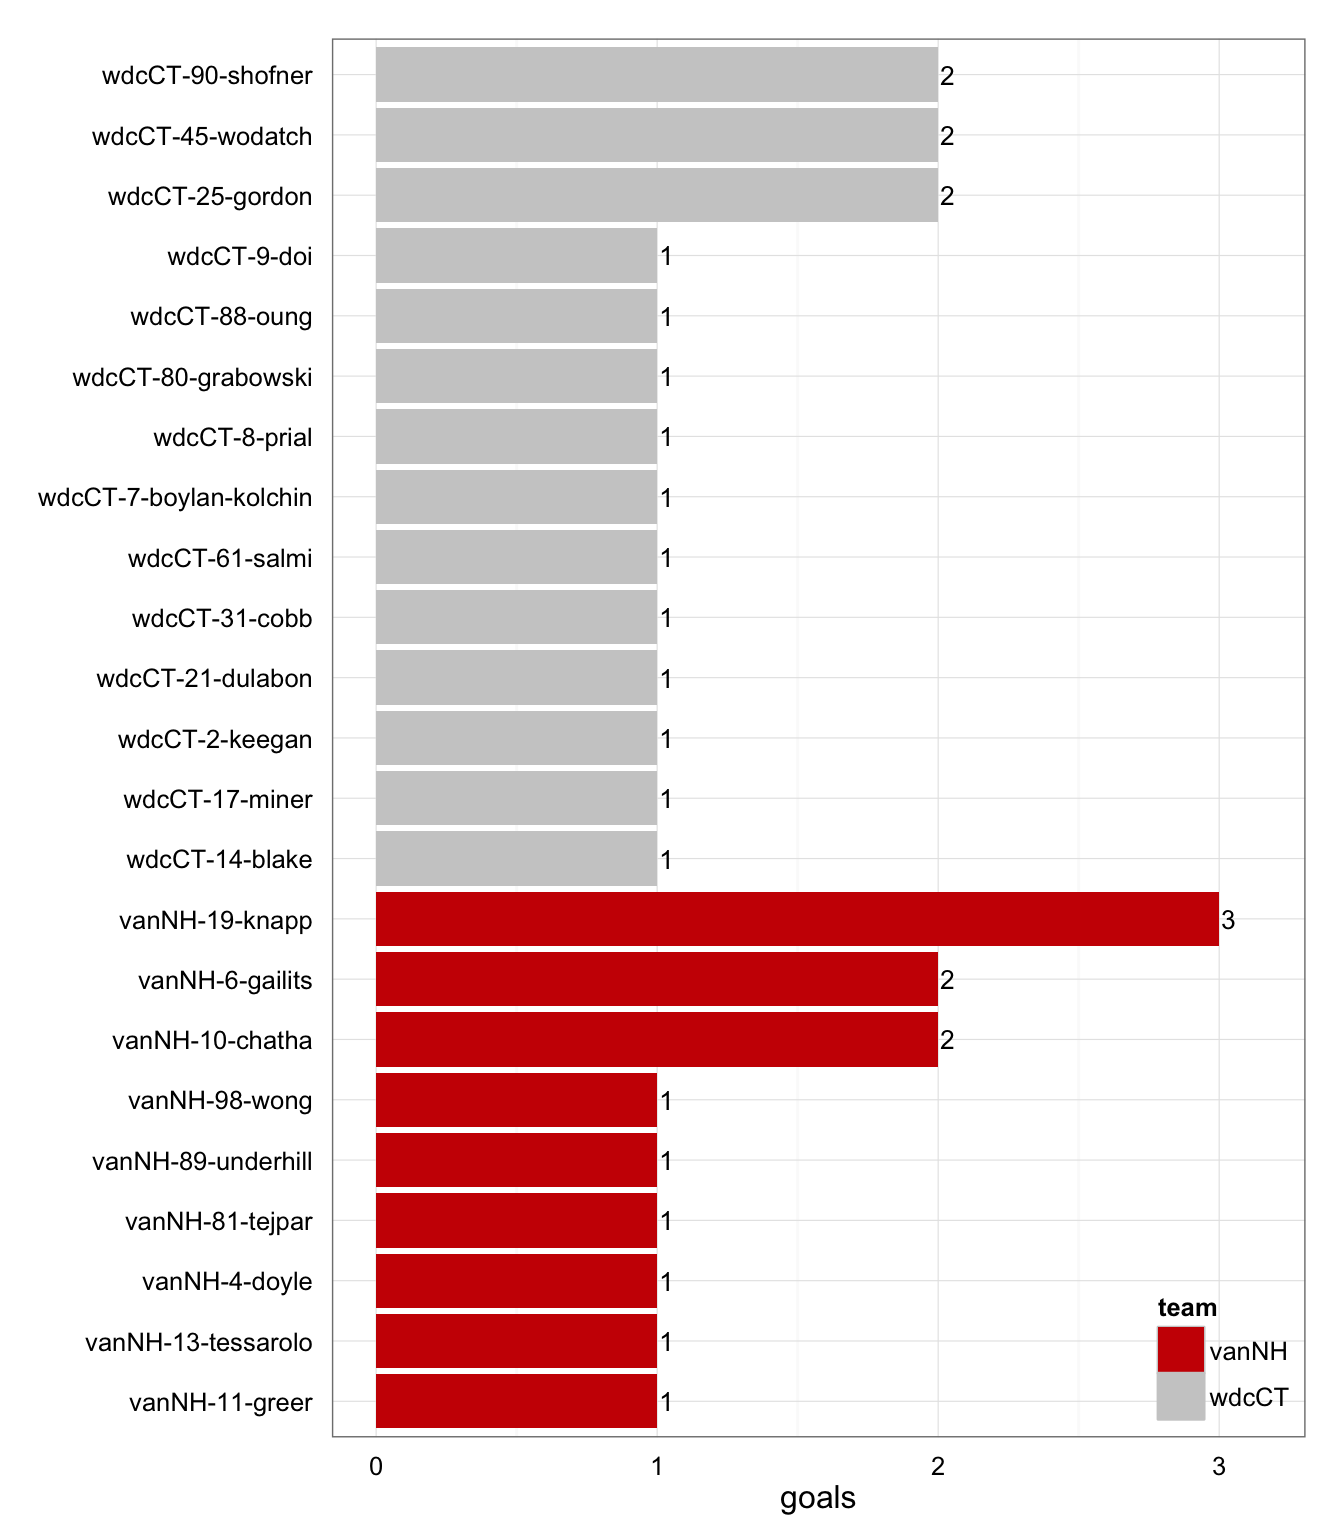 wdcCT-90-shofner 2
wdcCT-45-wodatch 2
wdcCT-25-gordon 2
wdcCT-9-doi 1
wdcCT-88-oung 1
wdcCT-80-grabowski 1
wdcCT-8-prial 1
wdcCT-7-boylan-kolchin 1
wdcCT-61-salmi 1
wdcCT-31-cobb 1
wdcCT-21-dulabon 1
wdcCT-2-keegan 1
wdcCT-17-miner 1
wdcCT-14-blake 1
vanNH-19-knapp 3
vanNH-6-gailits 2
vanNH-10-chatha 2
vanNH-98-wong 1
vanNH-89-underhill 1
vanNH-81-tejpar 1
vanNH-4-doyle 1
vanNH-13-tessarolo 1
vanNH-11-greer 1
team
vanNH
wdcCT
0 1 2 3
goals